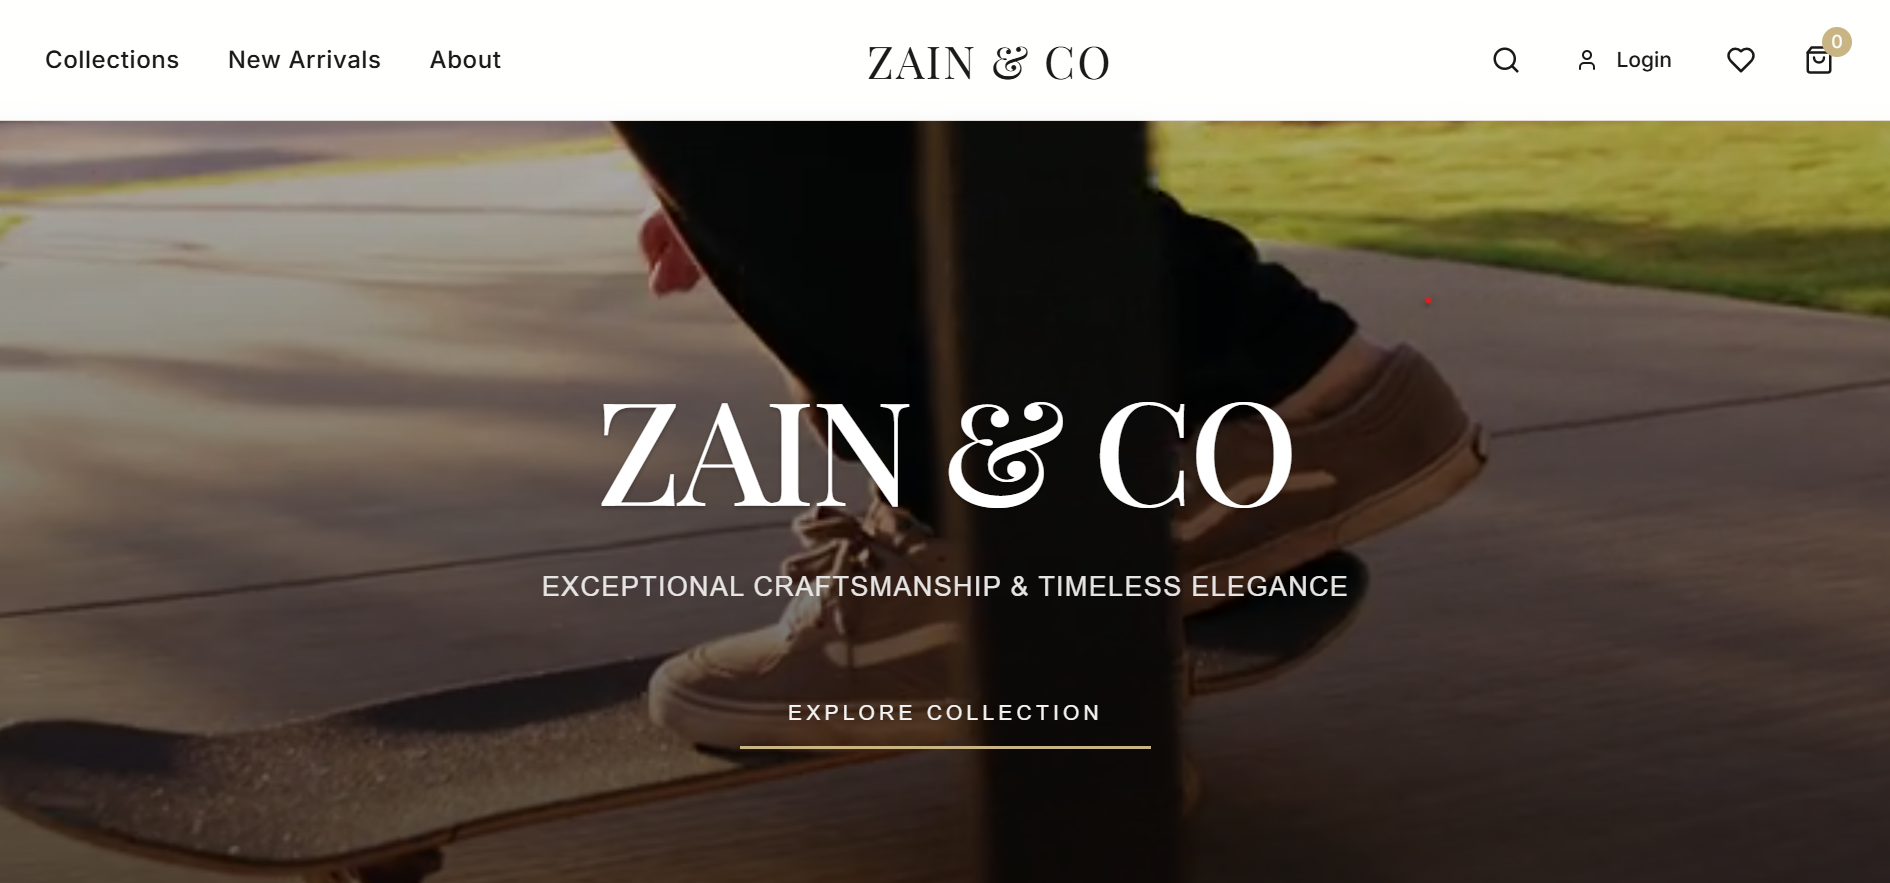 Collections New Arrivals About ZAIN & CO Login 0
ZAIN & CO
EXCEPTIONAL CRAFTSMANSHIP & TIMELESS ELEGANCE
EXPLORE COLLECTION